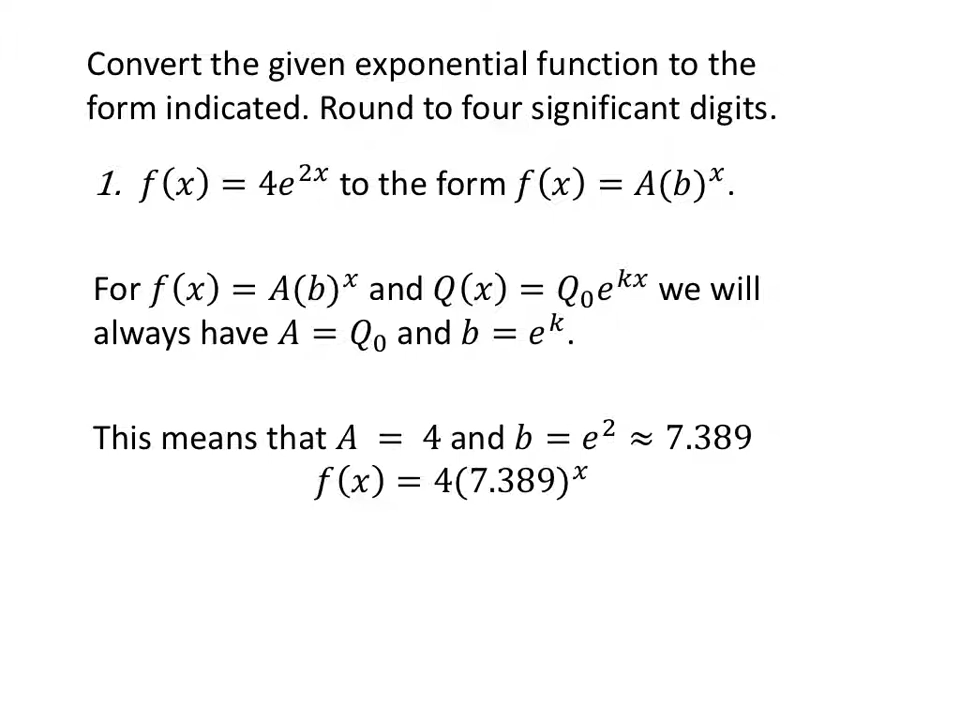 Convert the given exponential function to the
form indicated. Round to four significant digits.
1. f(x) = 4e^{2x} to the form f(x) = A(b)^x.
For f(x) = A(b)^x and Q(x) = Q_0e^{kx} we will
always have A = Q_0 and b = e^k.
This means that A = 4 and b = e^2 ≈ 7.389
f(x) = 4(7.389)^x